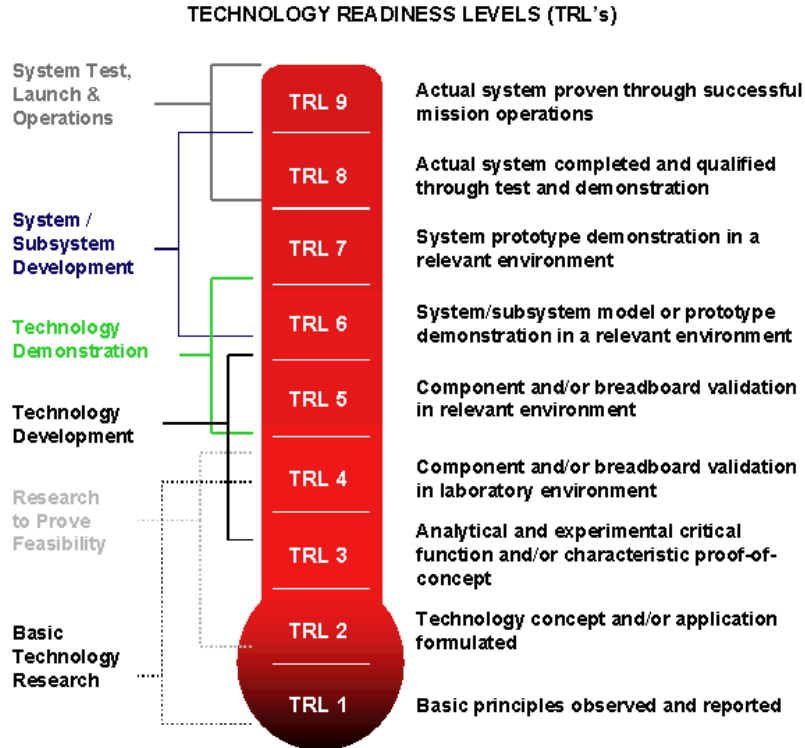 TECHNOLOGY READINESS LEVELS (TRL's)
System Test,
Launch &
Operations
System /
Subsystem
Development
Technology
Demonstration
Technology
Development
Research
to Prove
Feasibility
Basic
Technology
Research
TRL 9
Actual system proven through successful
mission operations
TRL 8
Actual system completed and qualified
through test and demonstration
TRL 7
System prototype demonstration in a
relevant environment
TRL 6
System/subsystem model or prototype
demonstration in a relevant environment
TRL 5
Component and/or breadboard validation
in relevant environment
TRL 4
Component and/or breadboard validation
in laboratory environment
TRL 3
Analytical and experimental critical
function and/or characteristic proof-of-
concept
TRL 2
Technology concept and/or application
formulated
TRL 1
Basic principles observed and reported